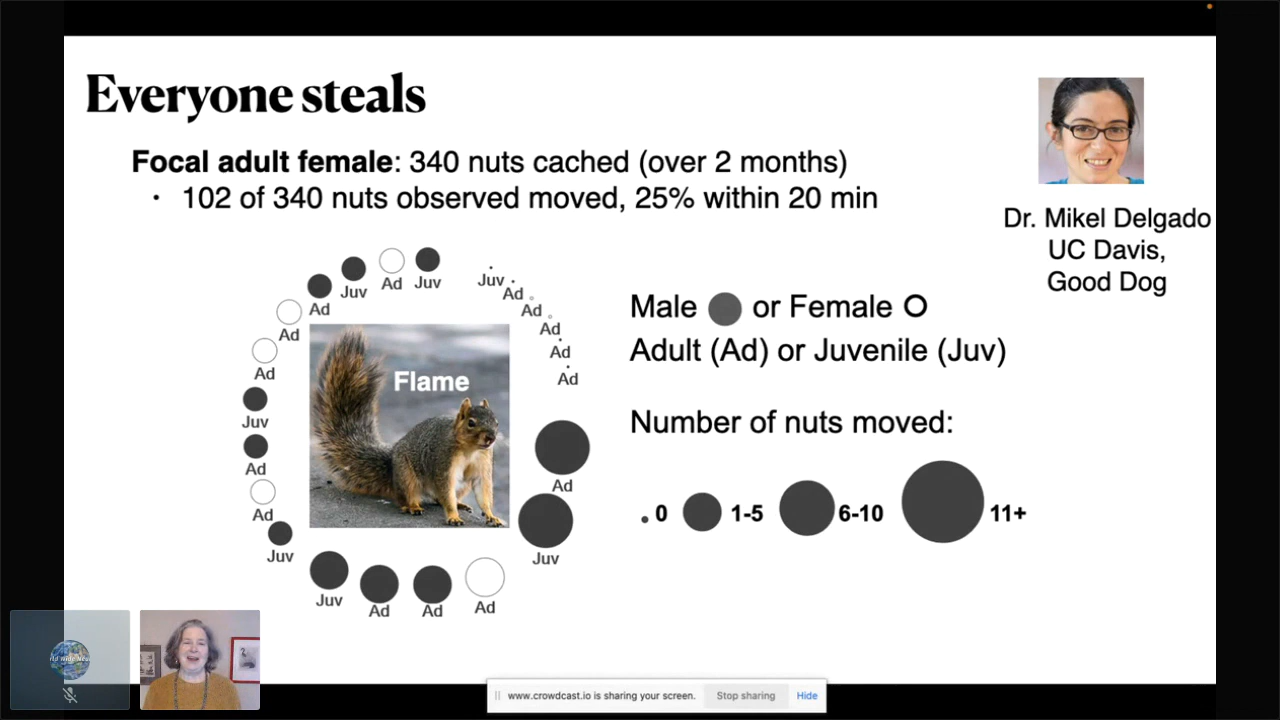 Everyone steals
Focal adult female: 340 nuts cached (over 2 months)
· 102 of 340 nuts observed moved, 25% within 20 min
Dr. Mikel Delgado
UC Davis,
Good Dog
Juv
Ad
Juv
Ad
Ad
Ad
Juv
Ad
Ad
Juv
Juv
Ad
Ad
Ad
Juv
Ad
Juv
Ad
Ad
Ad
Ad
Ad
Flame
Male or Female
Adult (Ad) or Juvenile (Juv)
Number of nuts moved:
0 1-5 6-10 11+
www.crowdcast.io is sharing your screen. Stop sharing Hide